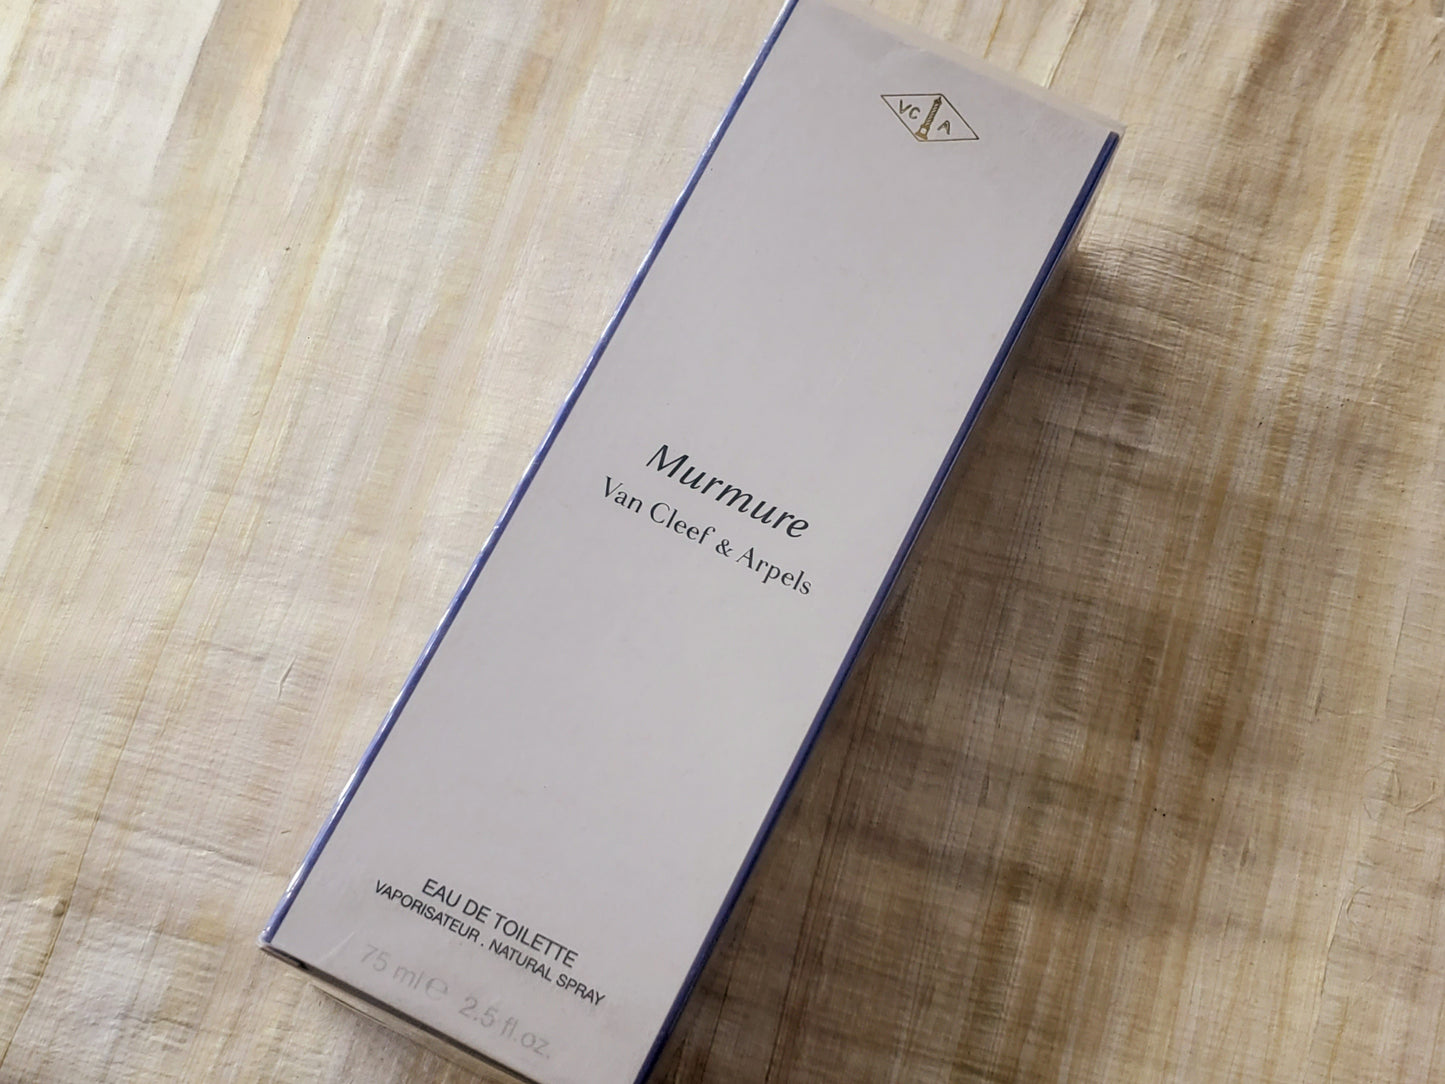 VC A
Murmure
Van Cleef & Arpels
EAU DE TOILETTE
VAPORISATEUR . NATURAL SPRAY
75 ml ℮ 2.5 fl.oz.